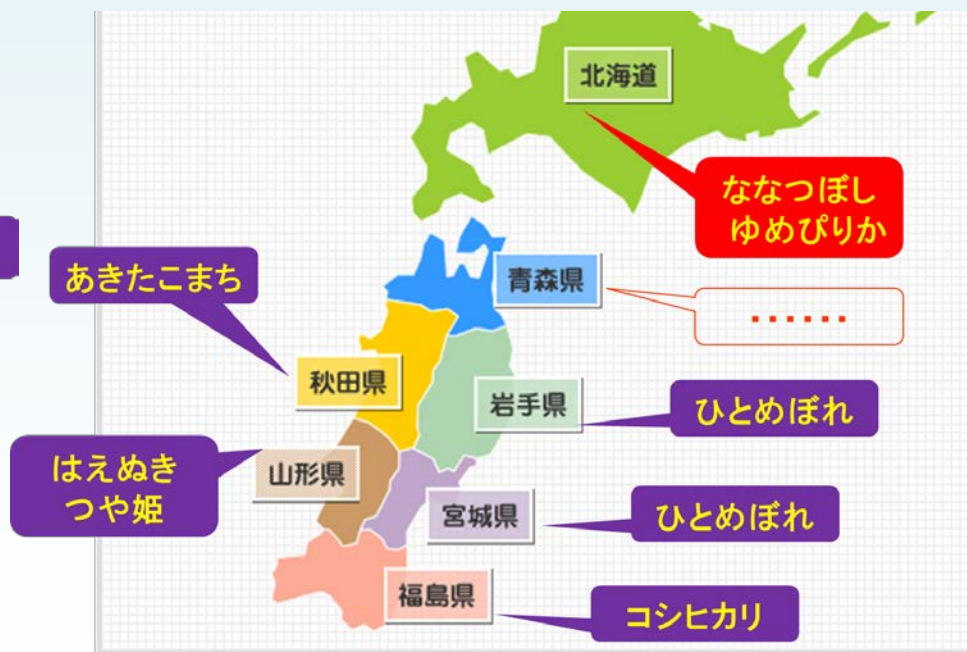 北海道
ななつぼし
ゆめぴりか
あきたこまち
青森県
・・・・・・
秋田県
岩手県
ひとめぼれ
はえぬき
つや姫
山形県
宮城県
ひとめぼれ
福島県
コシヒカリ